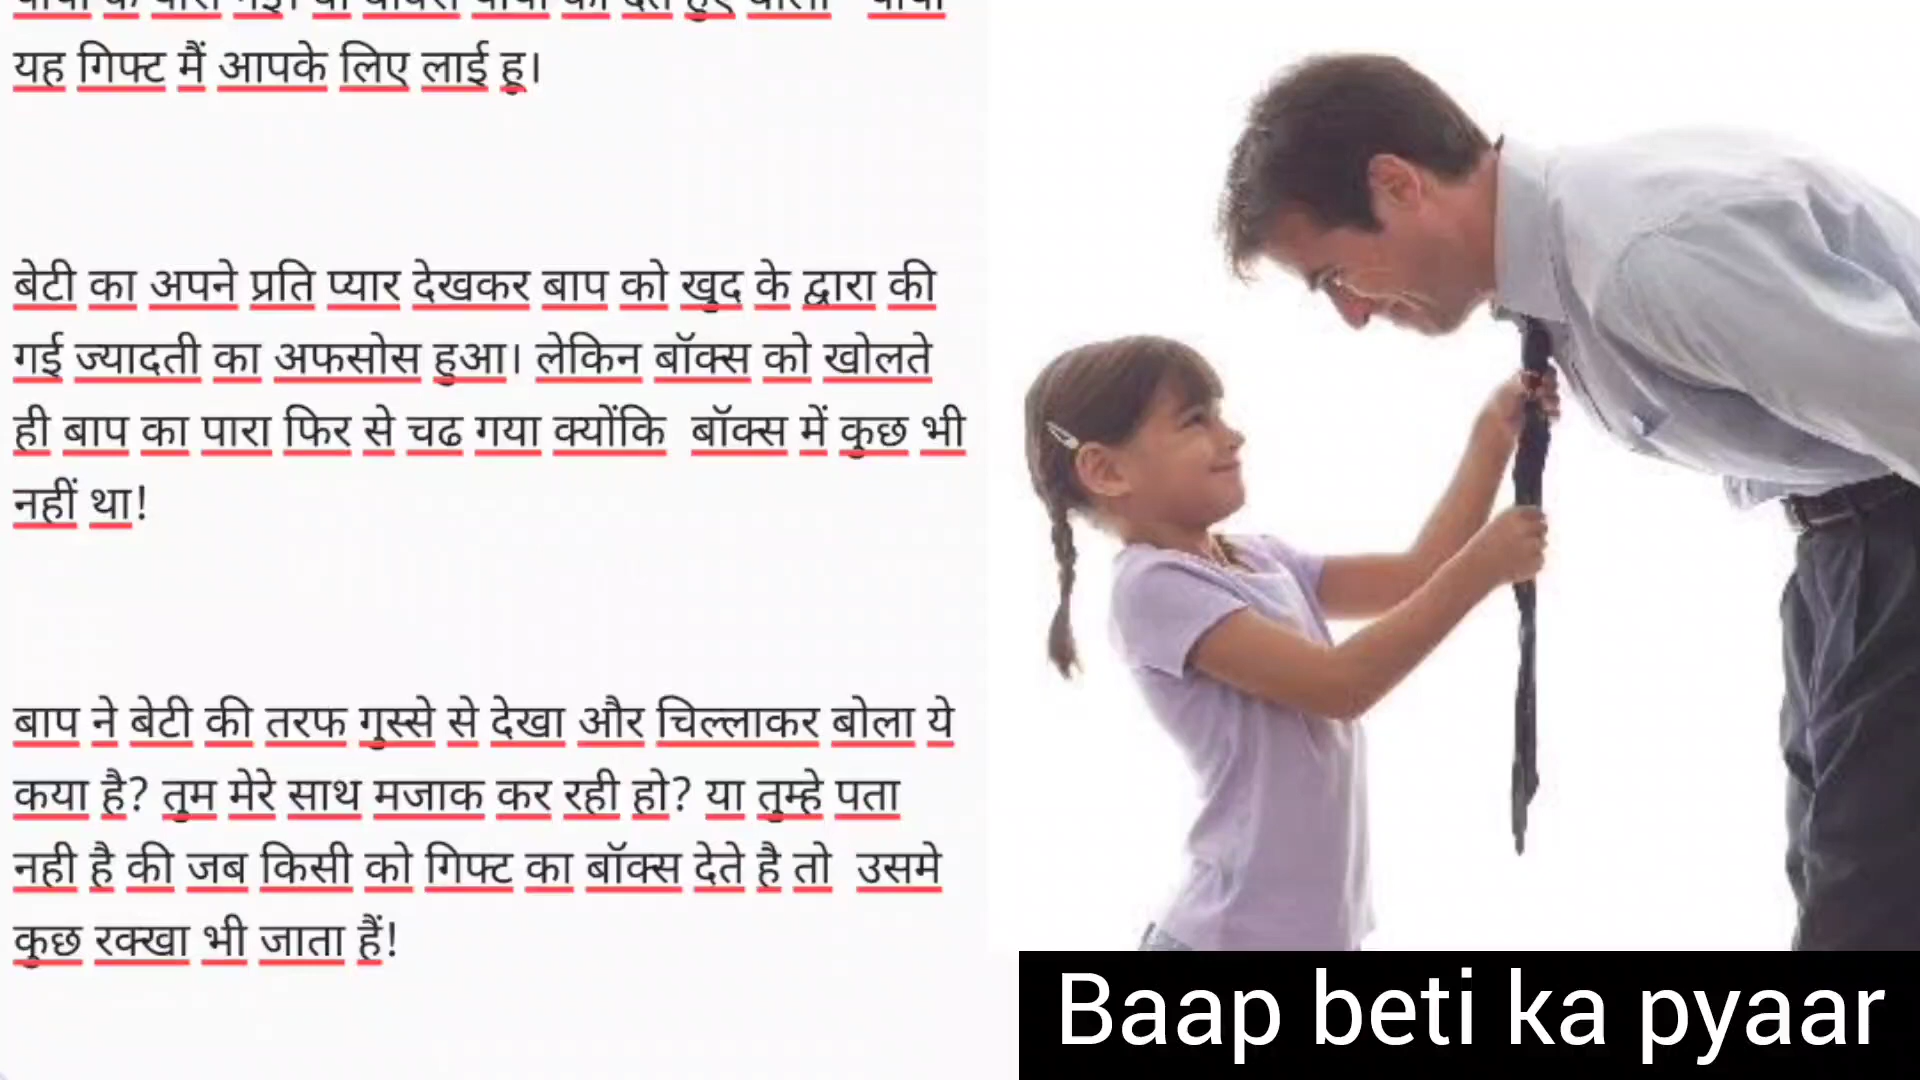 यह गिफ्ट मैं आपके लिए लाई हू।
बेटी का अपने प्रति प्यार देखकर बाप को खुद के द्वारा की
गई ज्यादती का अफसोस हुआ। लेकिन बॉक्स को खोलते
ही बाप का पारा फिर से चढ गया क्योंकि बॉक्स में कुछ भी
नहीं था!
बाप ने बेटी की तरफ गुस्से से देखा और चिल्लाकर बोला ये
कया है? तुम मेरे साथ मजाक कर रही हो? या तुम्हे पता
नही है की जब किसी को गिफ्ट का बॉक्स देते है तो उसमे
कुछ रक्खा भी जाता हैं!
Baap beti ka pyaar